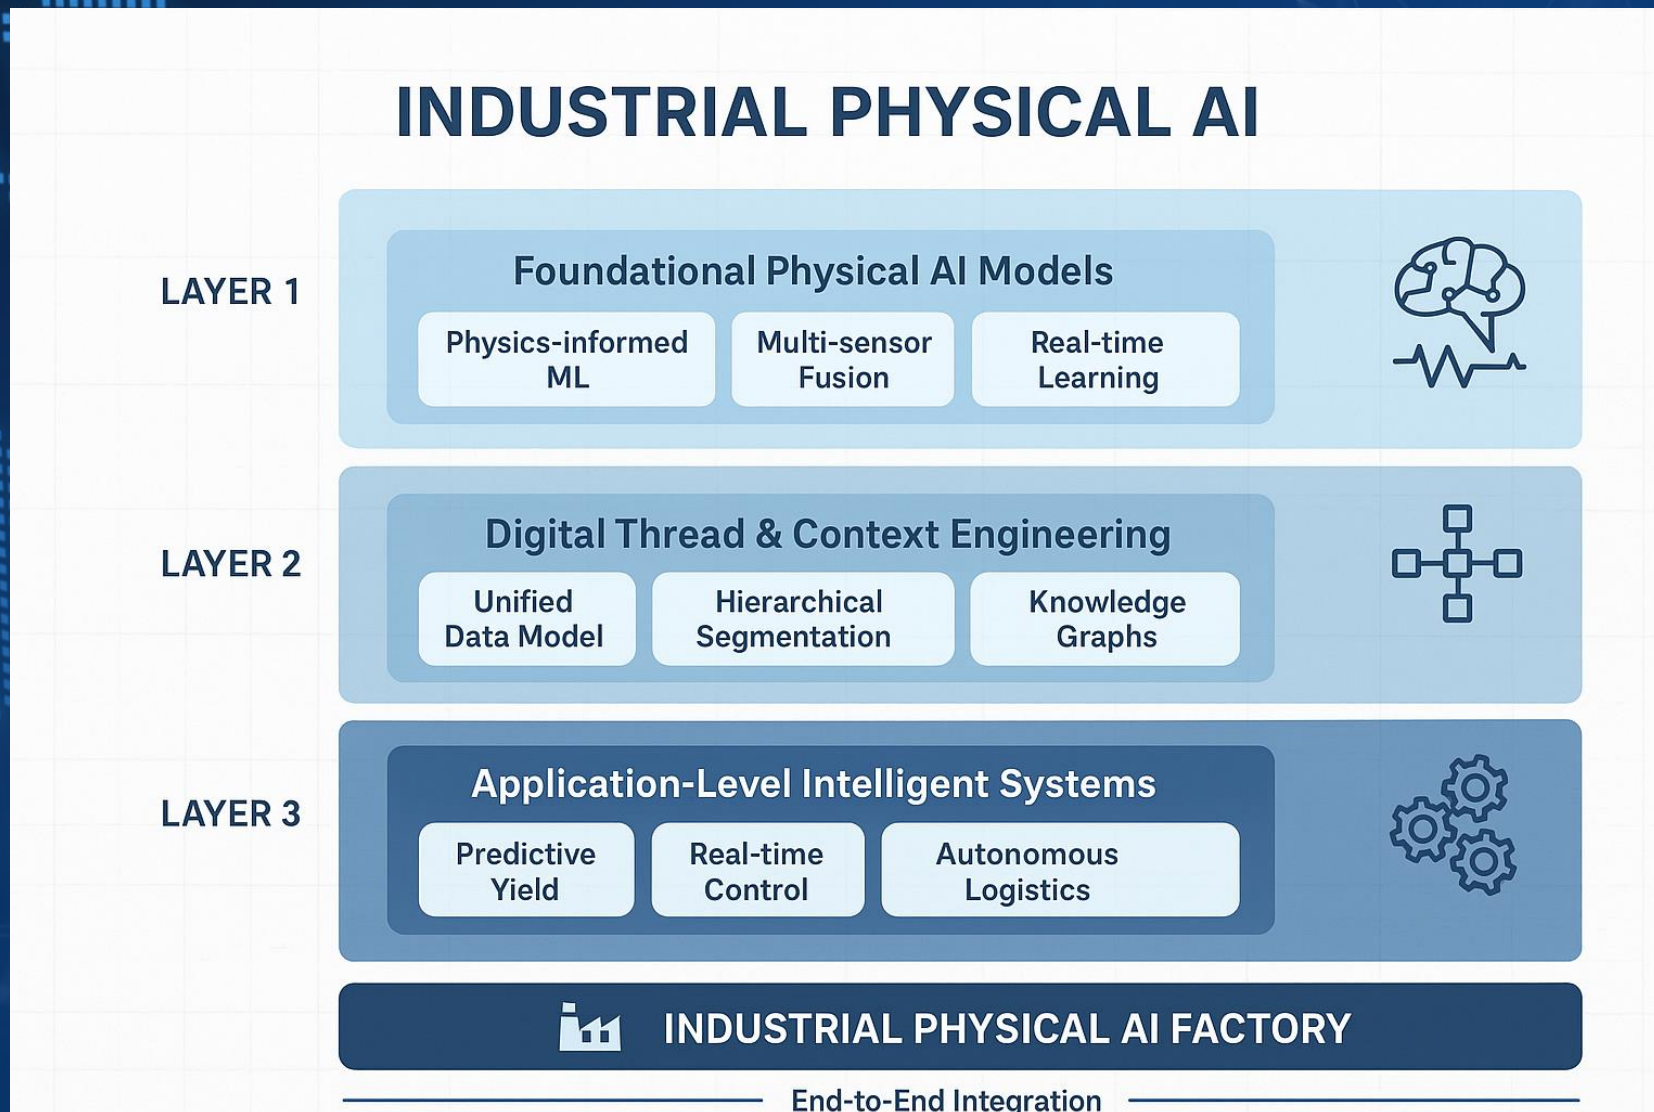 INDUSTRIAL PHYSICAL AI
LAYER 1
Foundational Physical AI Models
Physics-informed
ML
Multi-sensor
Fusion
Real-time
Learning
LAYER 2
Digital Thread & Context Engineering
Unified
Data Model
Hierarchical
Segmentation
Knowledge
Graphs
LAYER 3
Application-Level Intelligent Systems
Predictive
Yield
Real-time
Control
Autonomous
Logistics
INDUSTRIAL PHYSICAL AI FACTORY
End-to-End Integration